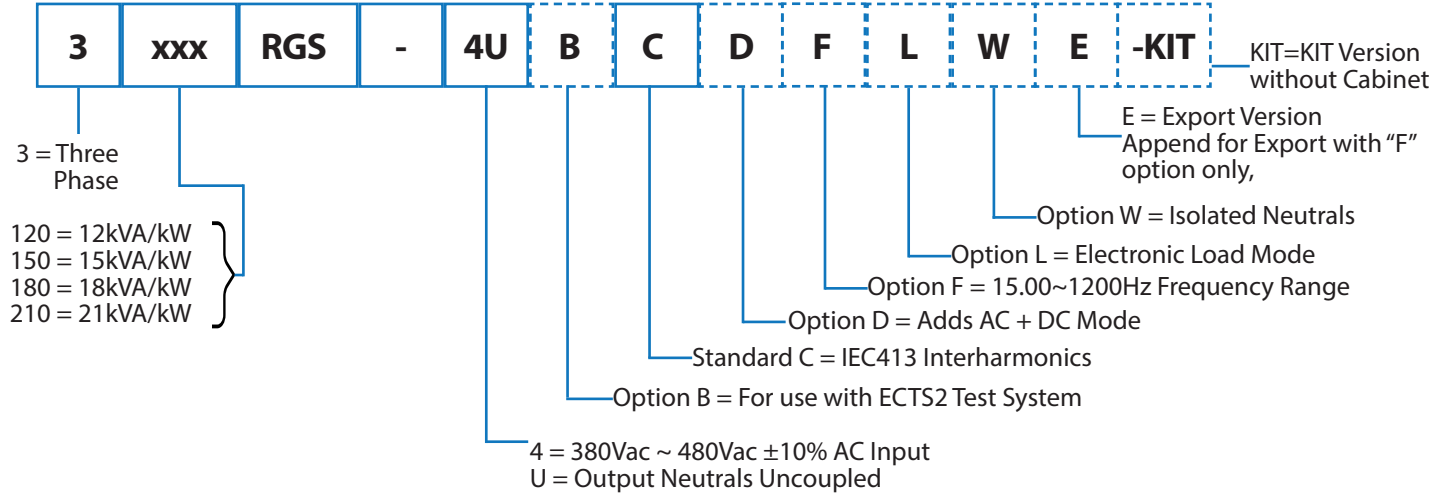 3 xxx RGS - 4U B C D F L W E -KIT
KIT=KIT Version
without Cabinet
E = Export Version
Append for Export with “F”
option only,
3 = Three
Phase
Option W = Isolated Neutrals
120 = 12kVA/kW
150 = 15kVA/kW
180 = 18kVA/kW
210 = 21kVA/kW
Option L = Electronic Load Mode
Option F = 15.00~1200Hz Frequency Range
Option D = Adds AC + DC Mode
Standard C = IEC413 Interharmonics
Option B = For use with ECTS2 Test System
4 = 380Vac ~ 480Vac ±10% AC Input
U = Output Neutrals Uncoupled